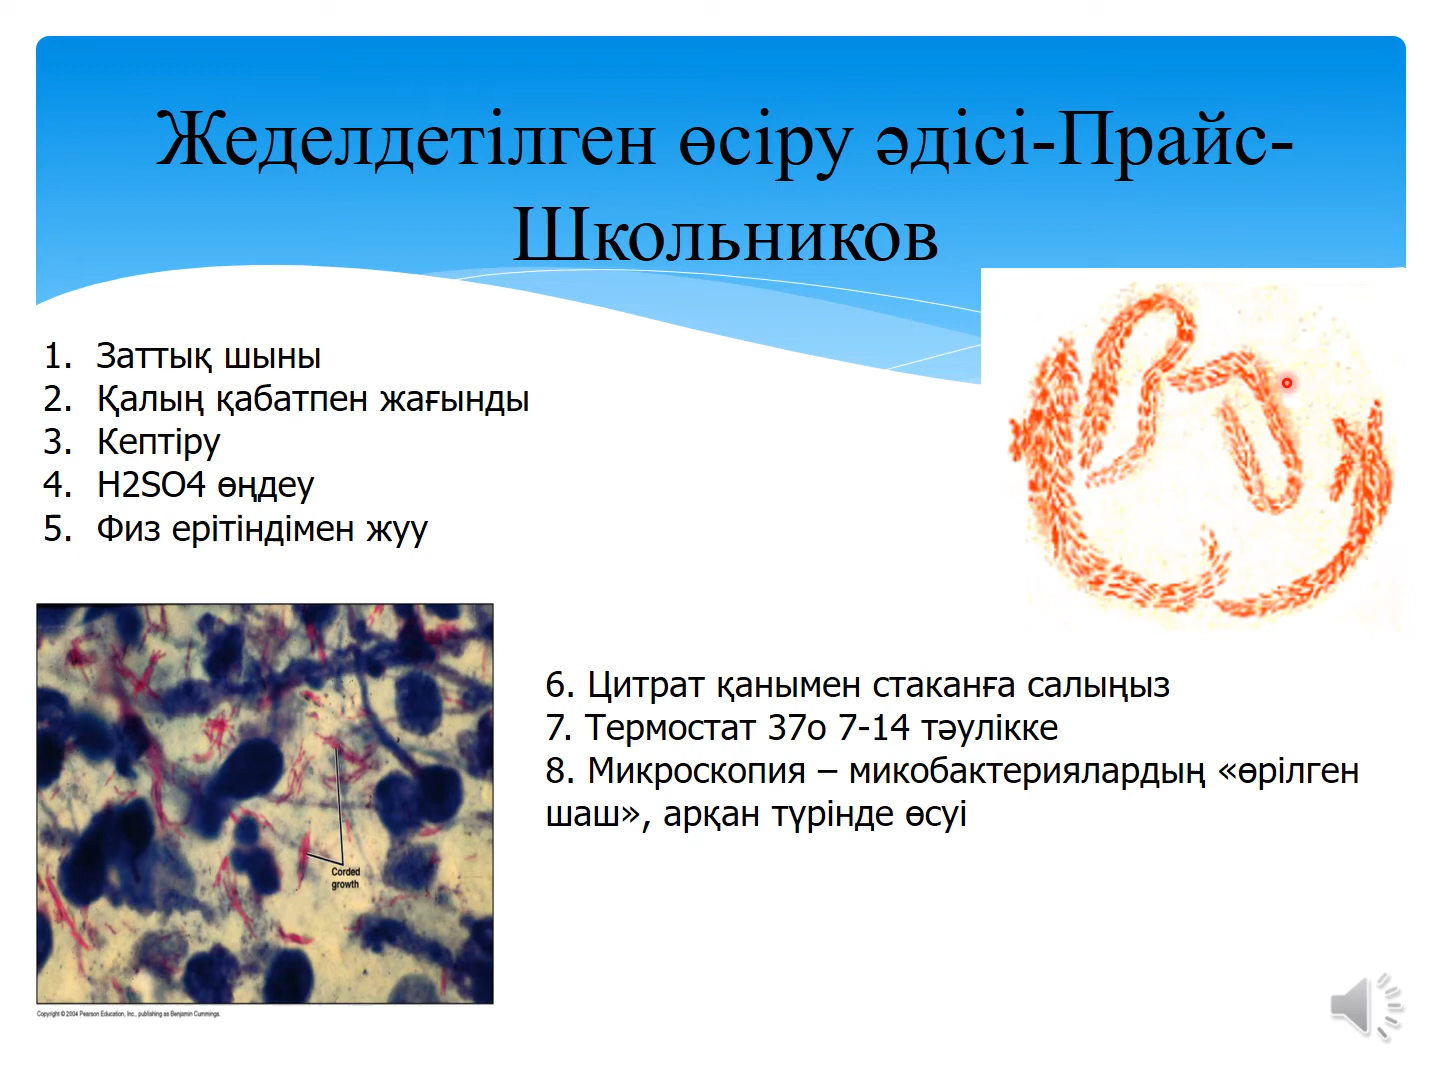 Жеделдетілген өсіру әдісі-Прайс-
Школьников
1. Заттық шыны
2. Қалың қабатпен жағынды
3. Кептіру
4. H2SO4 өңдеу
5. Физ ерітіндімен жуу
6. Цитрат қанымен стаканға салыңыз
7. Термостат 37о 7-14 тәулікке
8. Микроскопия – микобактериялардың «өрілген
шаш», арқан түрінде өсуі
Corded
growth
Copyright © 2004 Pearson Education, Inc., publishing as Benjamin Cummings.